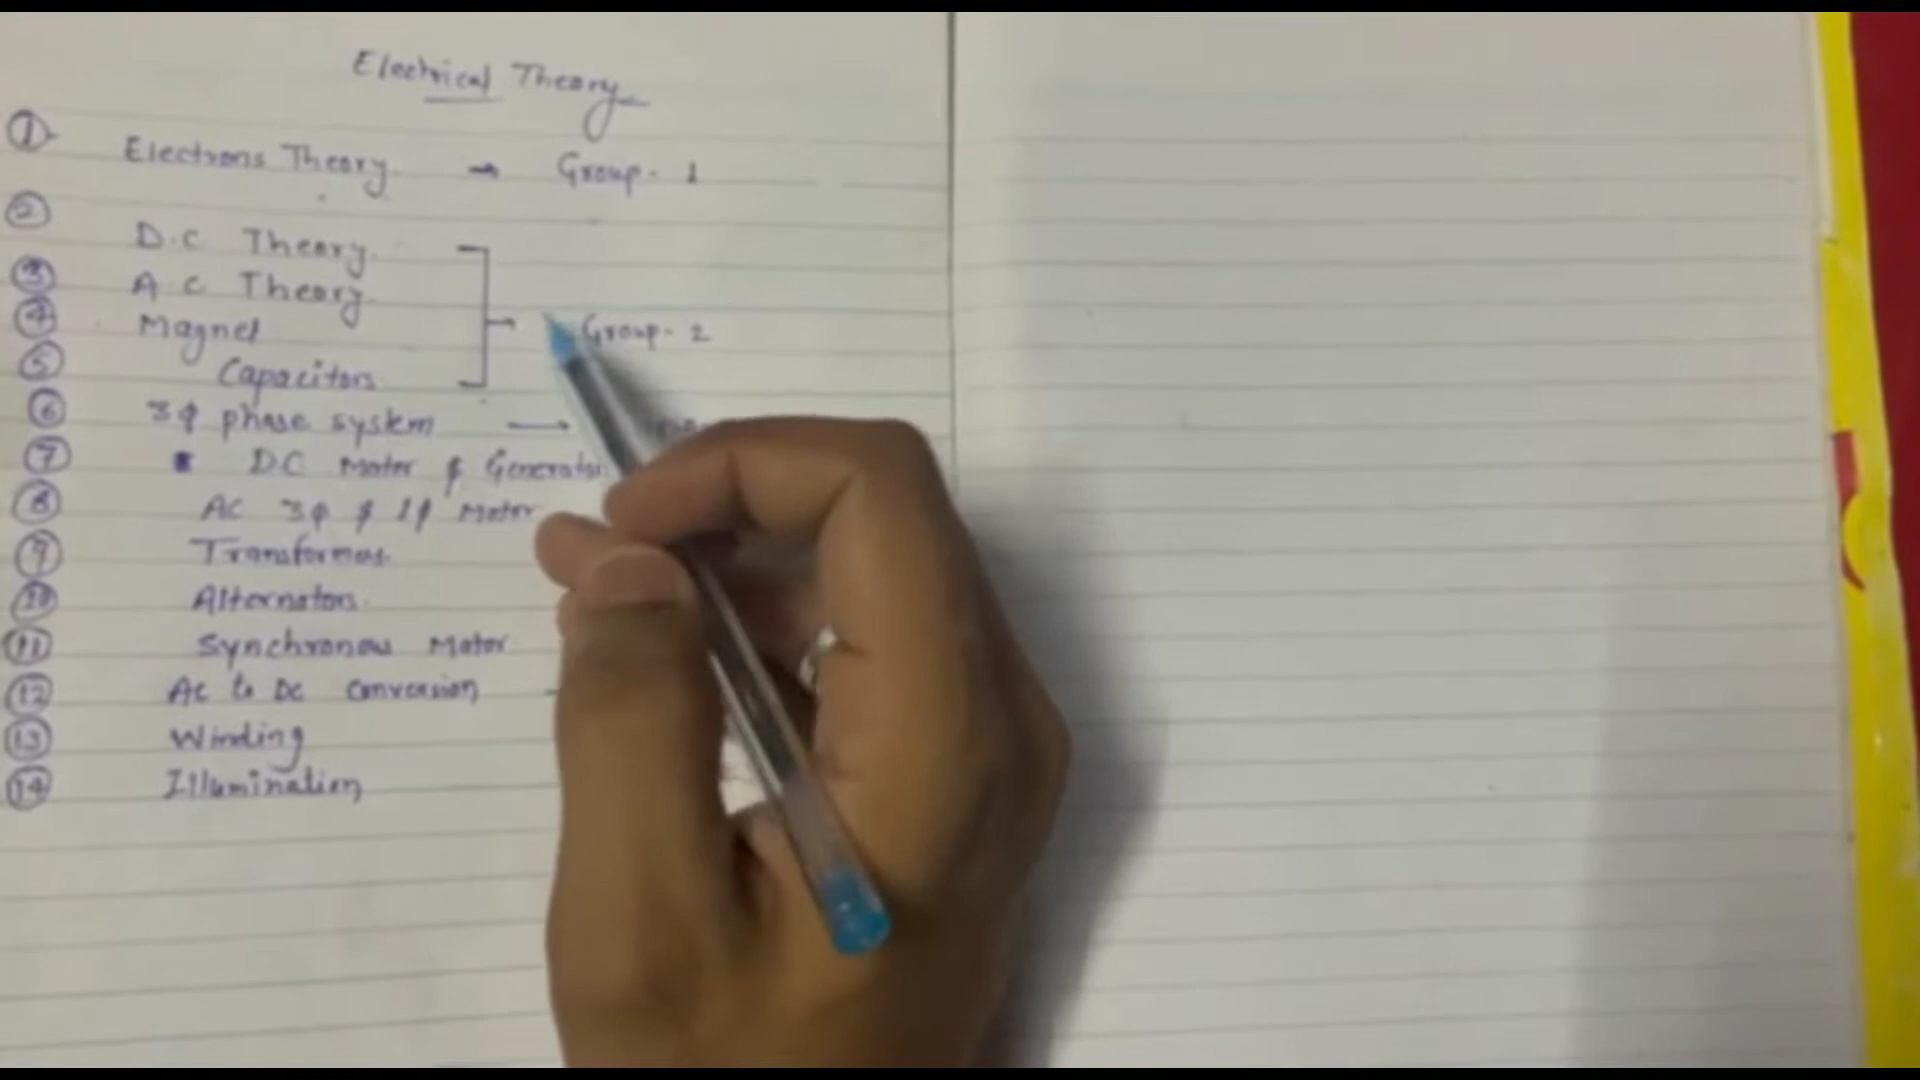 Electrical Theory
① Electrons Theory → Group - 1
② D.C Theory
③ A C Theory
④ Magnet → Group - 2
⑤ Capacitors
⑥ 3φ phase system →
⑦ D.C Motor & Generator
⑧ AC 3φ & 1φ Motor
⑨ Transformers
⑩ Alternators
⑪ Synchronous Motor
⑫ AC to DC Conversion
⑬ Winding
⑭ Illumination